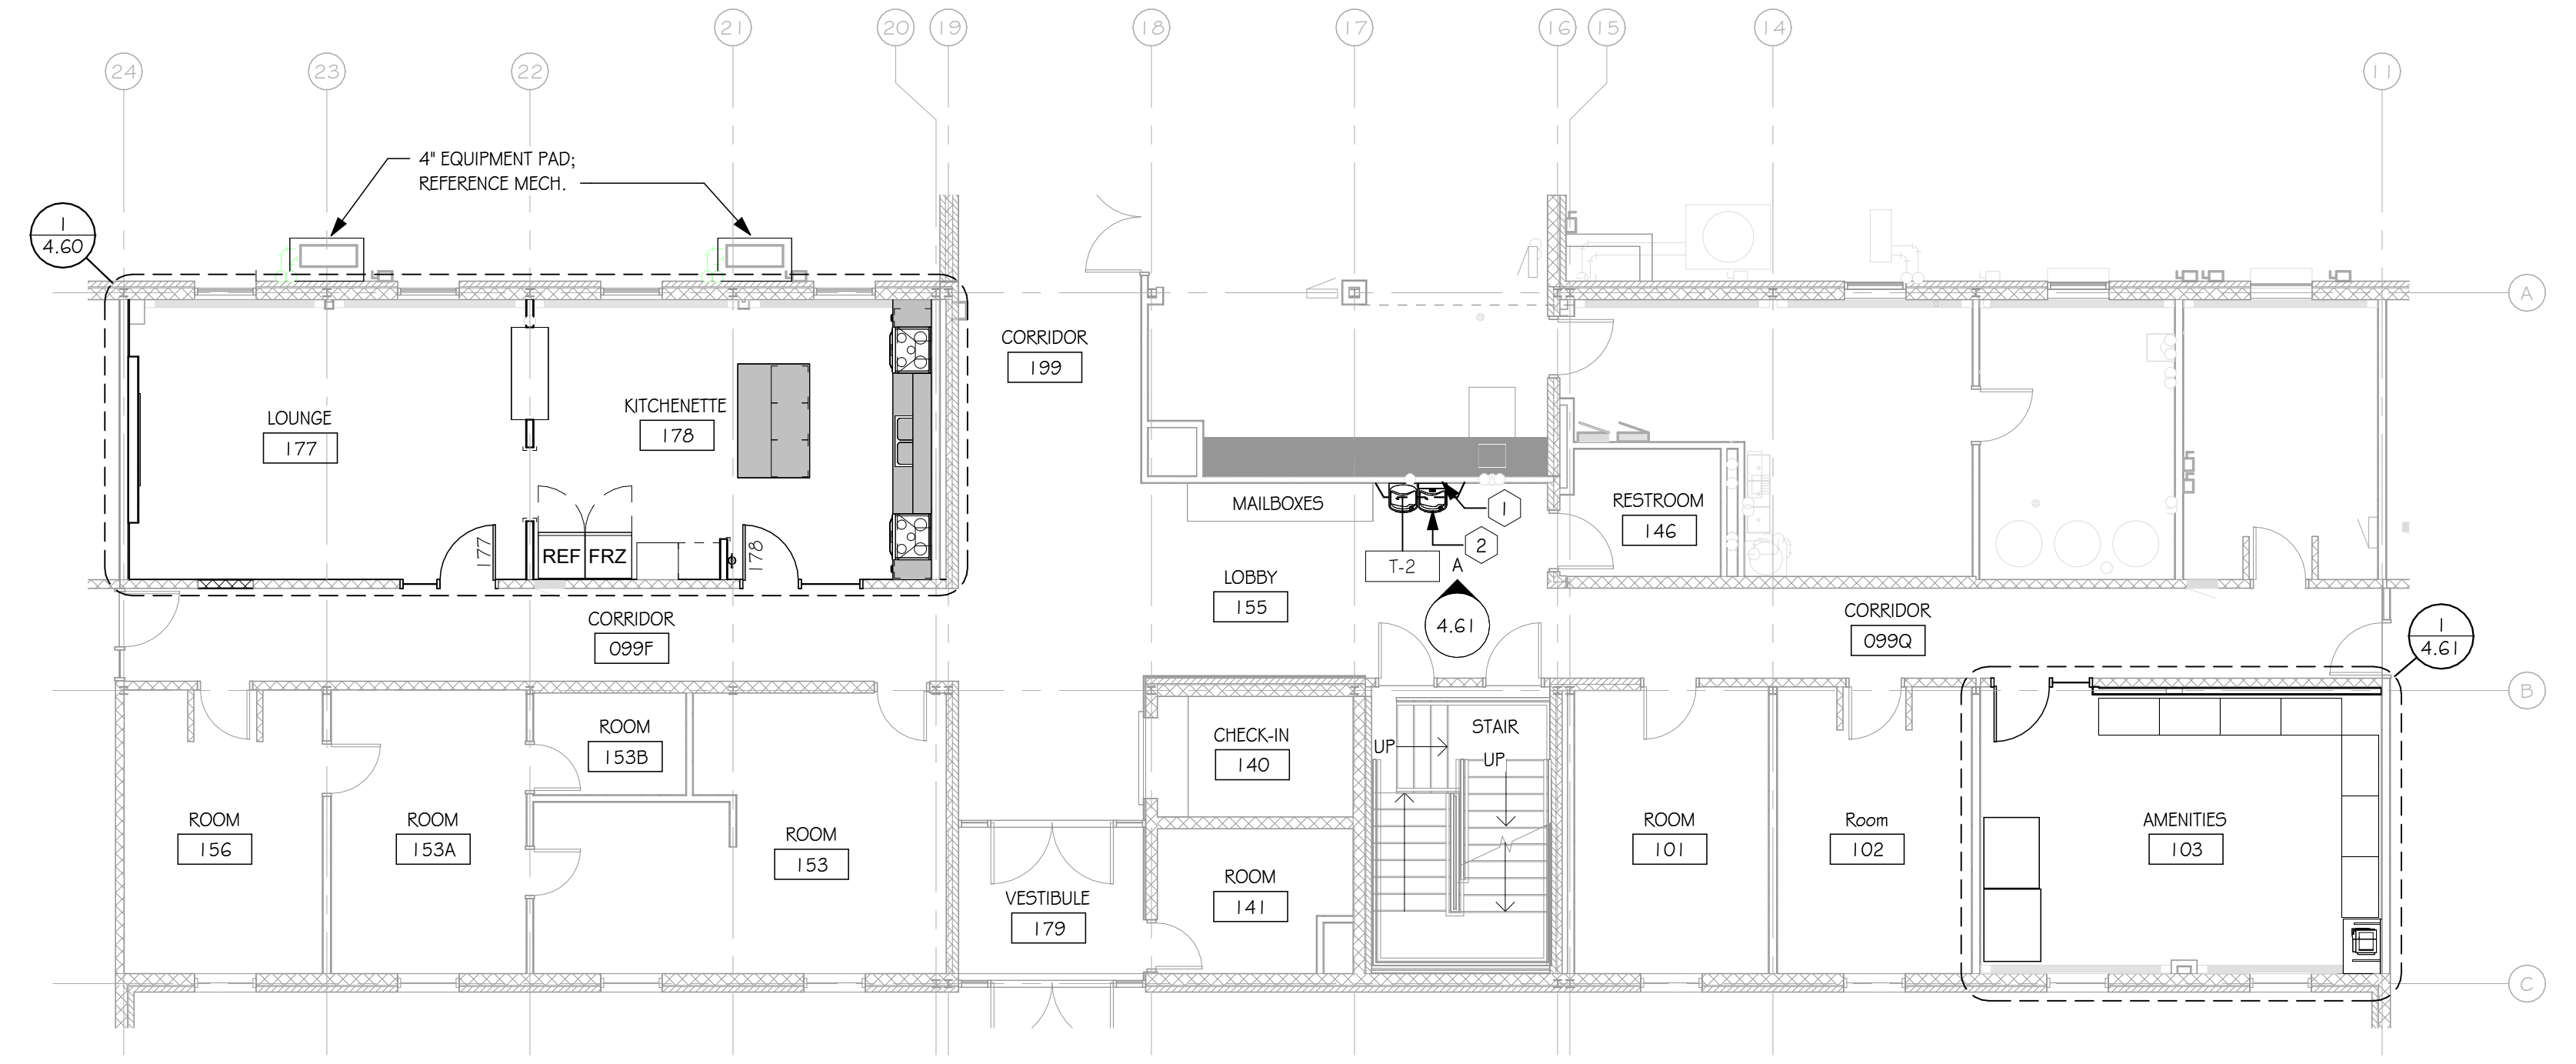 21
20
19
18
17
16
15
14
24
23
22
11
4" EQUIPMENT PAD;
REFERENCE MECH.
1
4.60
A
CORRIDOR
199
LOUNGE
177
KITCHENETTE
178
MAILBOXES
1
2
T-2
A
4.61
RESTROOM
146
REF
FRZ
177
178
LOBBY
155
CORRIDOR
099F
CORRIDOR
099Q
1
4.61
B
ROOM
153B
CHECK-IN
140
STAIR
UP
UP
ROOM
156
ROOM
153A
ROOM
153
ROOM
101
Room
102
AMENITIES
103
VESTIBULE
179
ROOM
141
C